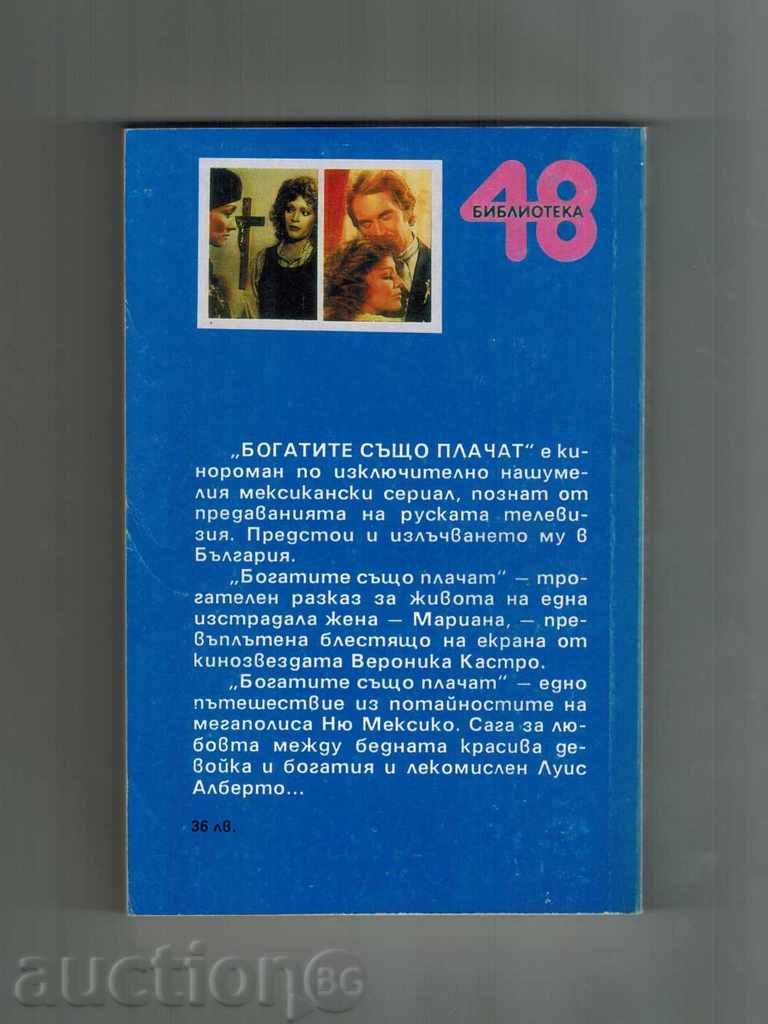 48
БИБЛИОТЕКА
„БОГАТИТЕ СЪЩО ПЛАЧАТ“ е ки-
нороман по изключително нашуме-
лия мексикански сериал, познат от
предаванията на руската телеви-
зия. Предстои и излъчването му в
България.
„Богатите също плачат“ — тро-
гателен разказ за живота на една
изстрадала жена — Мариана, — пре-
въплътена блестящо на екрана от
кинозвездата Вероника Кастро.
„Богатите също плачат“ — едно
пътешествие из потайностите на
мегаполиса Ню Мексико. Сага за лю-
бовта между бедната красива де-
войка и богатия и лекомислен Луис
Алберто...
36 лв.
auctionBG